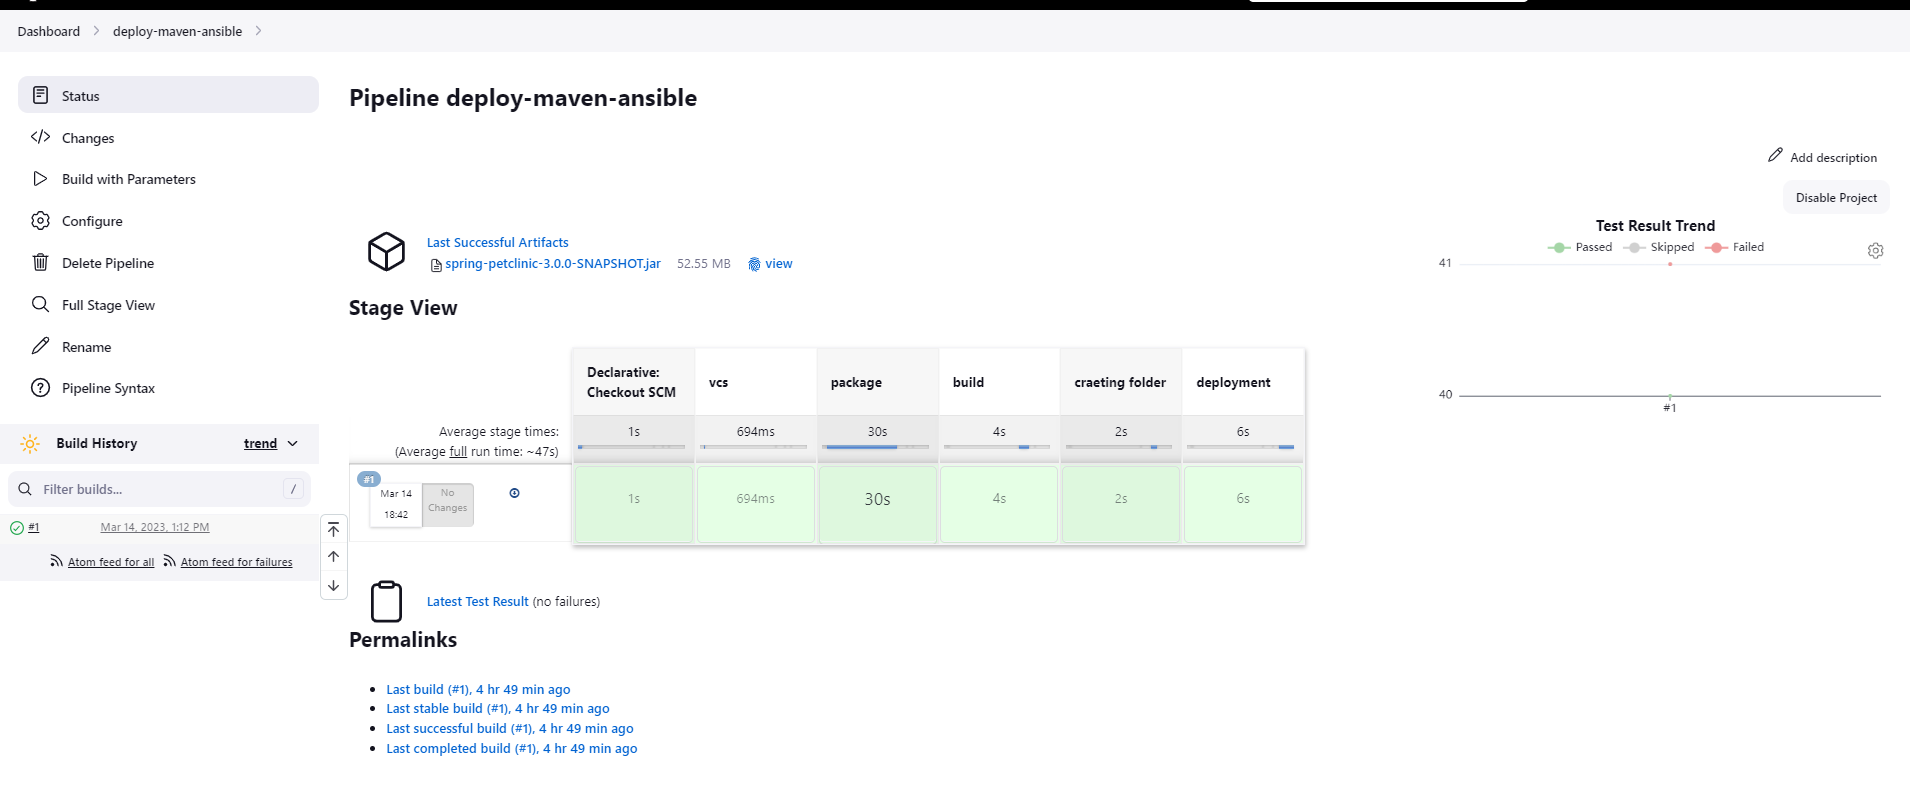 Dashboard
deploy-maven-ansible
Status
Changes
Build with Parameters
Configure
Delete Pipeline
Full Stage View
Rename
Pipeline Syntax
Build History
trend
Filter builds...
/
#1
Mar 14, 2023, 1:12 PM
Atom feed for all
Atom feed for failures
Pipeline deploy-maven-ansible
Add description
Disable Project
Last Successful Artifacts
spring-petclinic-3.0.0-SNAPSHOT.jar 52.55 MB view
Stage View
Declarative:
Checkout SCM
vcs
package
build
craeting folder
deployment
Average stage times:
(Average full run time: ~47s)
1s
694ms
30s
4s
2s
6s
#1
Mar 14
18:42
No
Changes
1s
694ms
30s
4s
2s
6s
Latest Test Result (no failures)
Permalinks
Last build (#1), 4 hr 49 min ago
Last stable build (#1), 4 hr 49 min ago
Last successful build (#1), 4 hr 49 min ago
Last completed build (#1), 4 hr 49 min ago
Test Result Trend
Passed
Skipped
Failed
41
40
#1